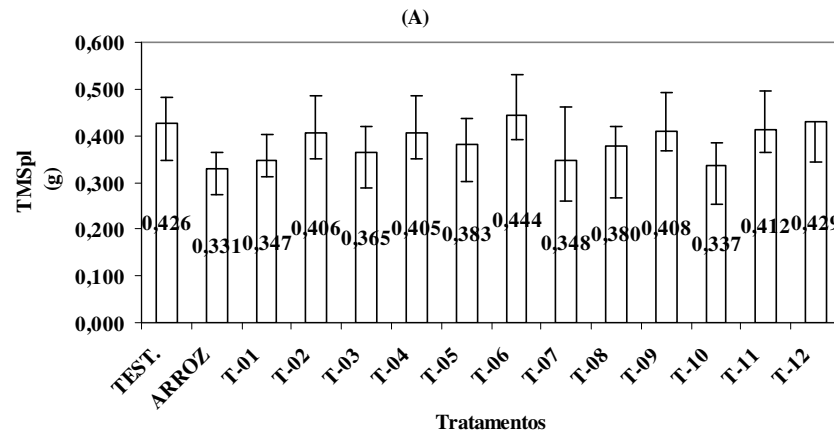 (A)
TMSpl
(g)
0,600
0,500
0,400
0,300
0,200
0,100
0,000
0,426
0,331
0,347
0,406
0,365
0,405
0,383
0,444
0,348
0,380
0,408
0,337
0,412
0,429
TEST.
ARROZ
T-01
T-02
T-03
T-04
T-05
T-06
T-07
T-08
T-09
T-10
T-11
T-12
Tratamentos